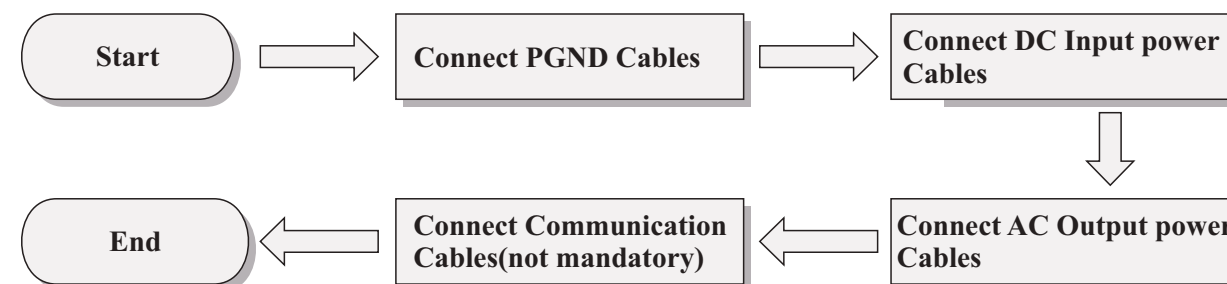 Start
Connect PGND Cables
Connect DC Input power
Cables
Connect AC Output power
Cables
Connect Communication
Cables(not mandatory)
End